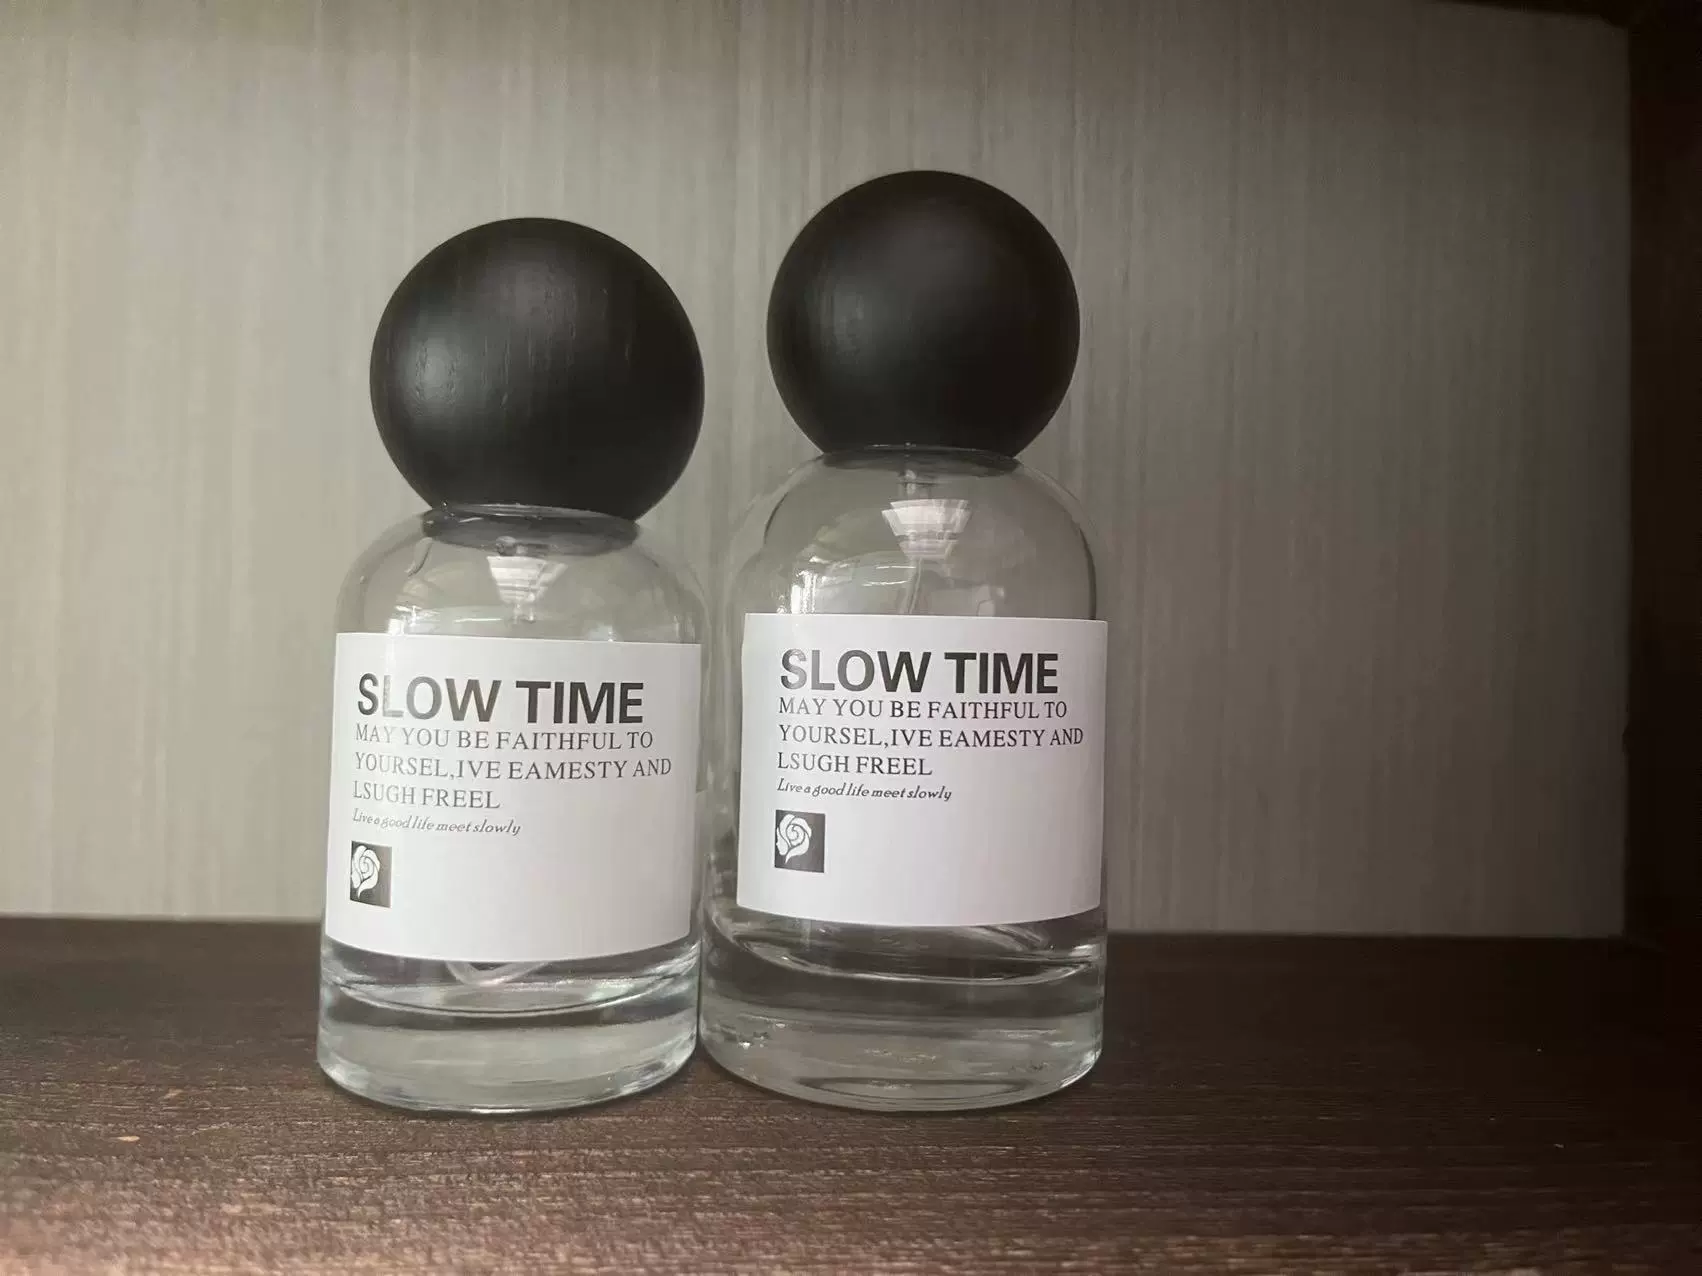 SLOW TIME
MAY YOU BE FAITHFUL TO
YOURSEL,IVE EAMESTY AND
LSUGH FREEL
Live a good life meet slowly
SLOW TIME
MAY YOU BE FAITHFUL TO
YOURSEL,IVE EAMESTY AND
LSUGH FREEL
Live a good life meet slowly